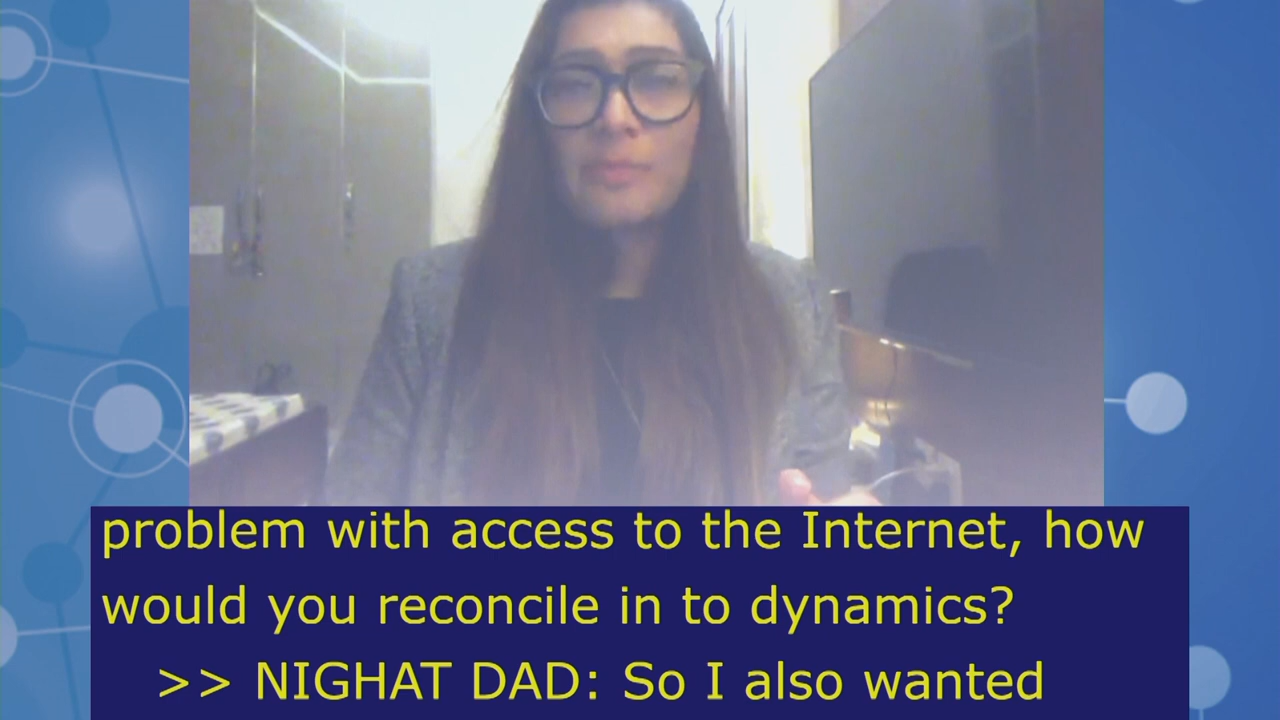 problem with access to the Internet, how
would you reconcile in to dynamics?
>> NIGHAT DAD: So I also wanted